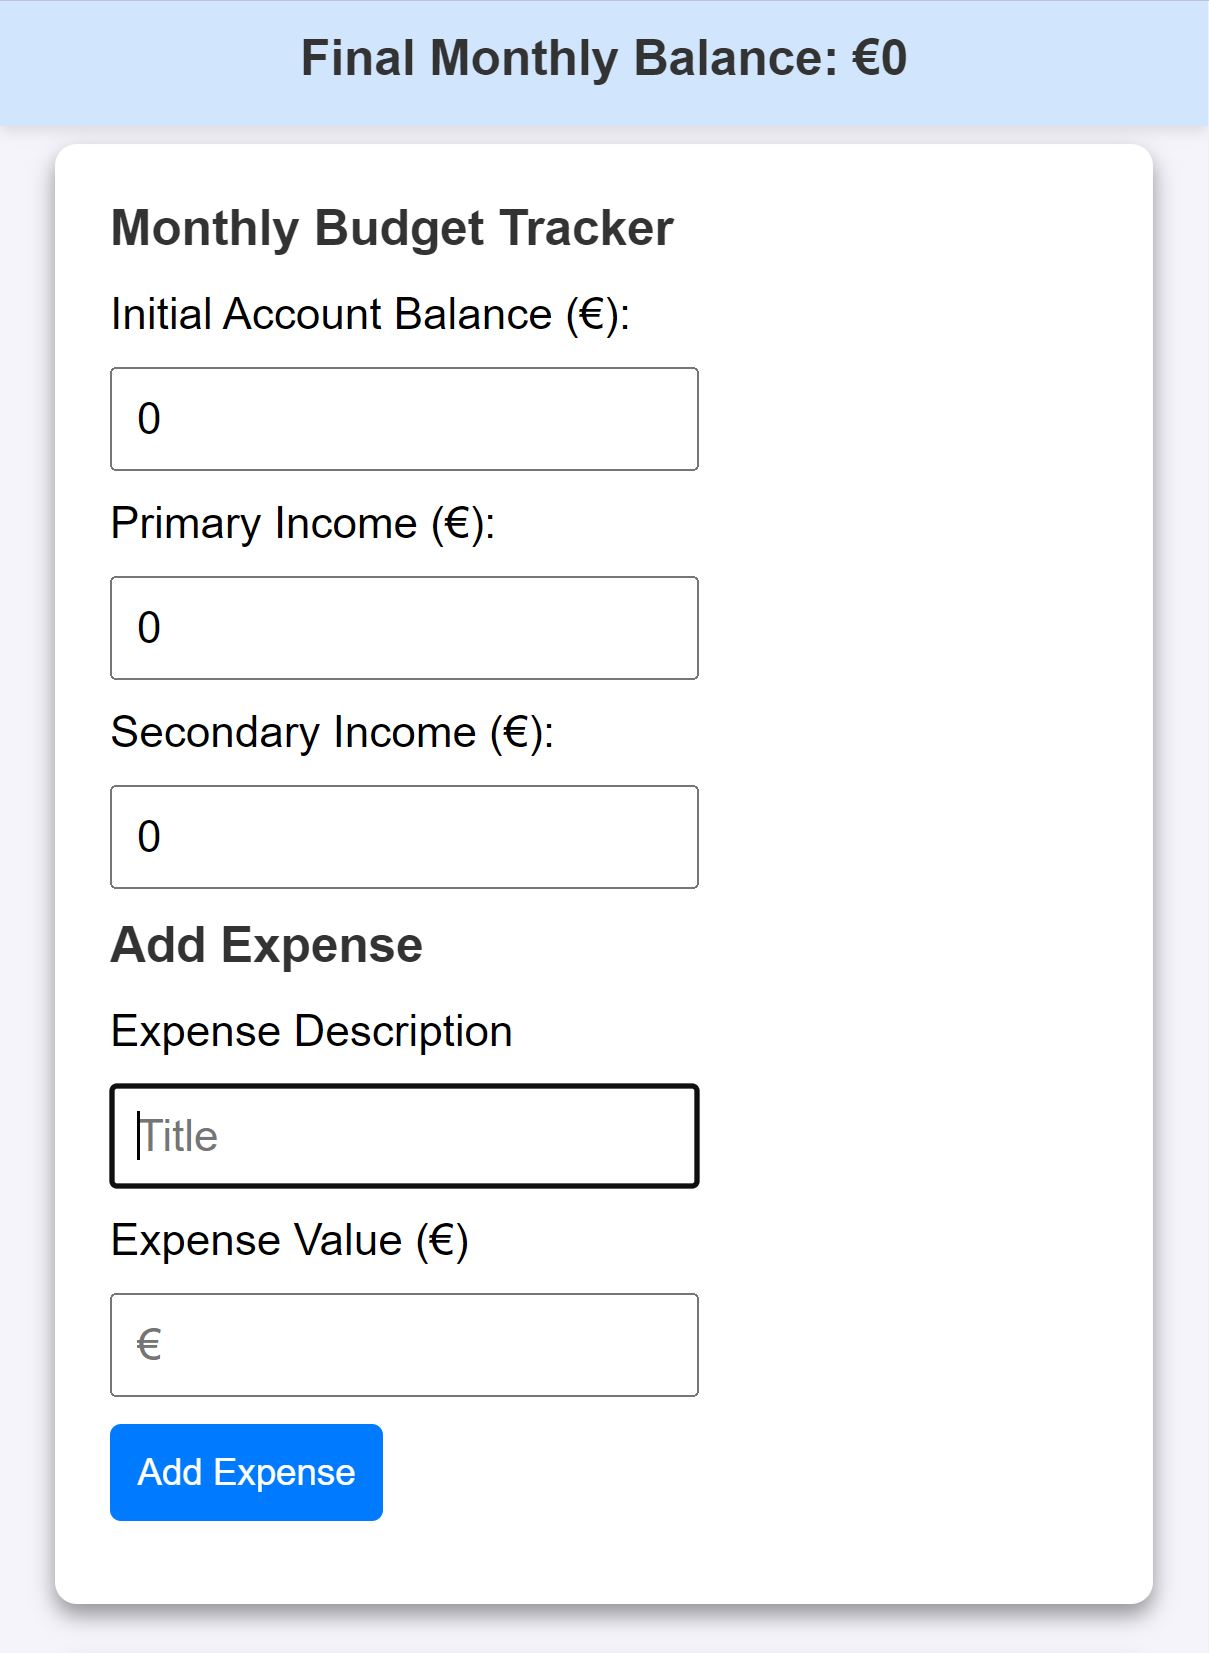 Final Monthly Balance: €0
Monthly Budget Tracker
Initial Account Balance (€):
0
Primary Income (€):
0
Secondary Income (€):
0
Add Expense
Expense Description
Title
Expense Value (€)
€
Add Expense